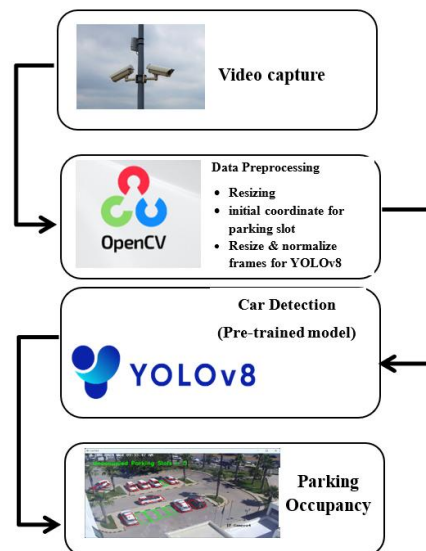 Video capture
Data Preprocessing
• Resizing
• initial coordinate for
parking slot
• Resize & normalize
frames for YOLOv8
OpenCV
Car Detection
(Pre-trained model)
YOLOv8
Parking
Occupancy